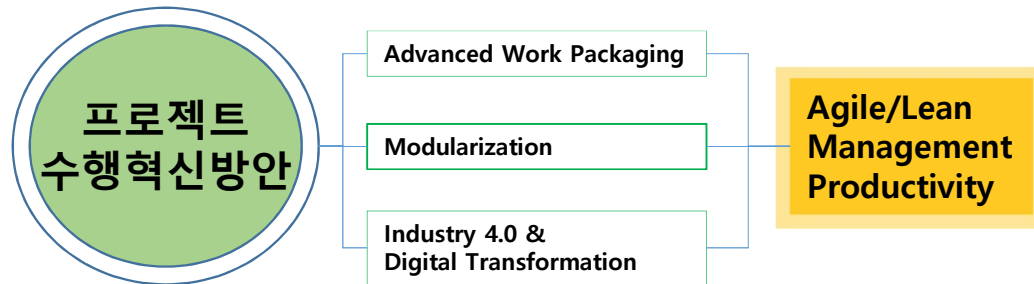 프로젝트
수행혁신방안
Advanced Work Packaging
Modularization
Industry 4.0 &
Digital Transformation
Agile/Lean
Management
Productivity